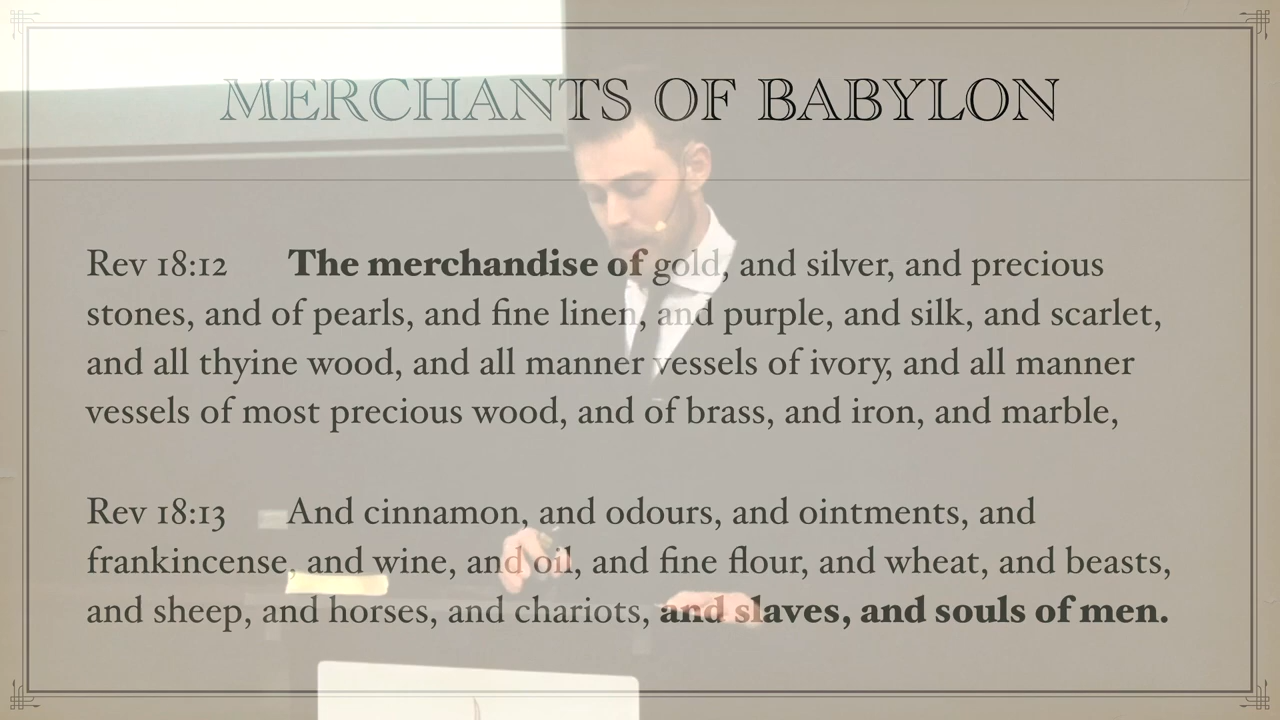 MERCHANTS OF BABYLON
Rev 18:12 The merchandise of gold, and silver, and precious
stones, and of pearls, and fine linen, and purple, and silk, and scarlet,
and all thyine wood, and all manner vessels of ivory, and all manner
vessels of most precious wood, and of brass, and iron, and marble,
Rev 18:13 And cinnamon, and odours, and ointments, and
frankincense, and wine, and oil, and fine flour, and wheat, and beasts,
and sheep, and horses, and chariots, and slaves, and souls of men.